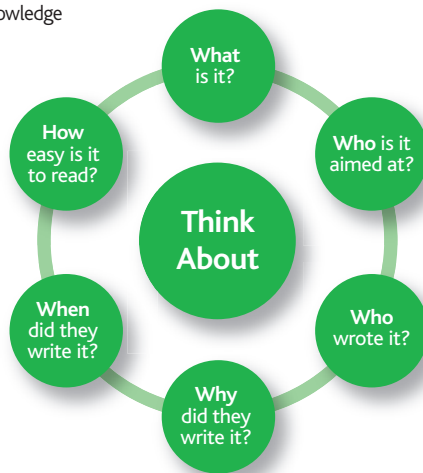 What
is it?
Who is it
aimed at?
Who
wrote it?
Why
did they
write it?
When
did they
write it?
How
easy is it
to read?
Think
About